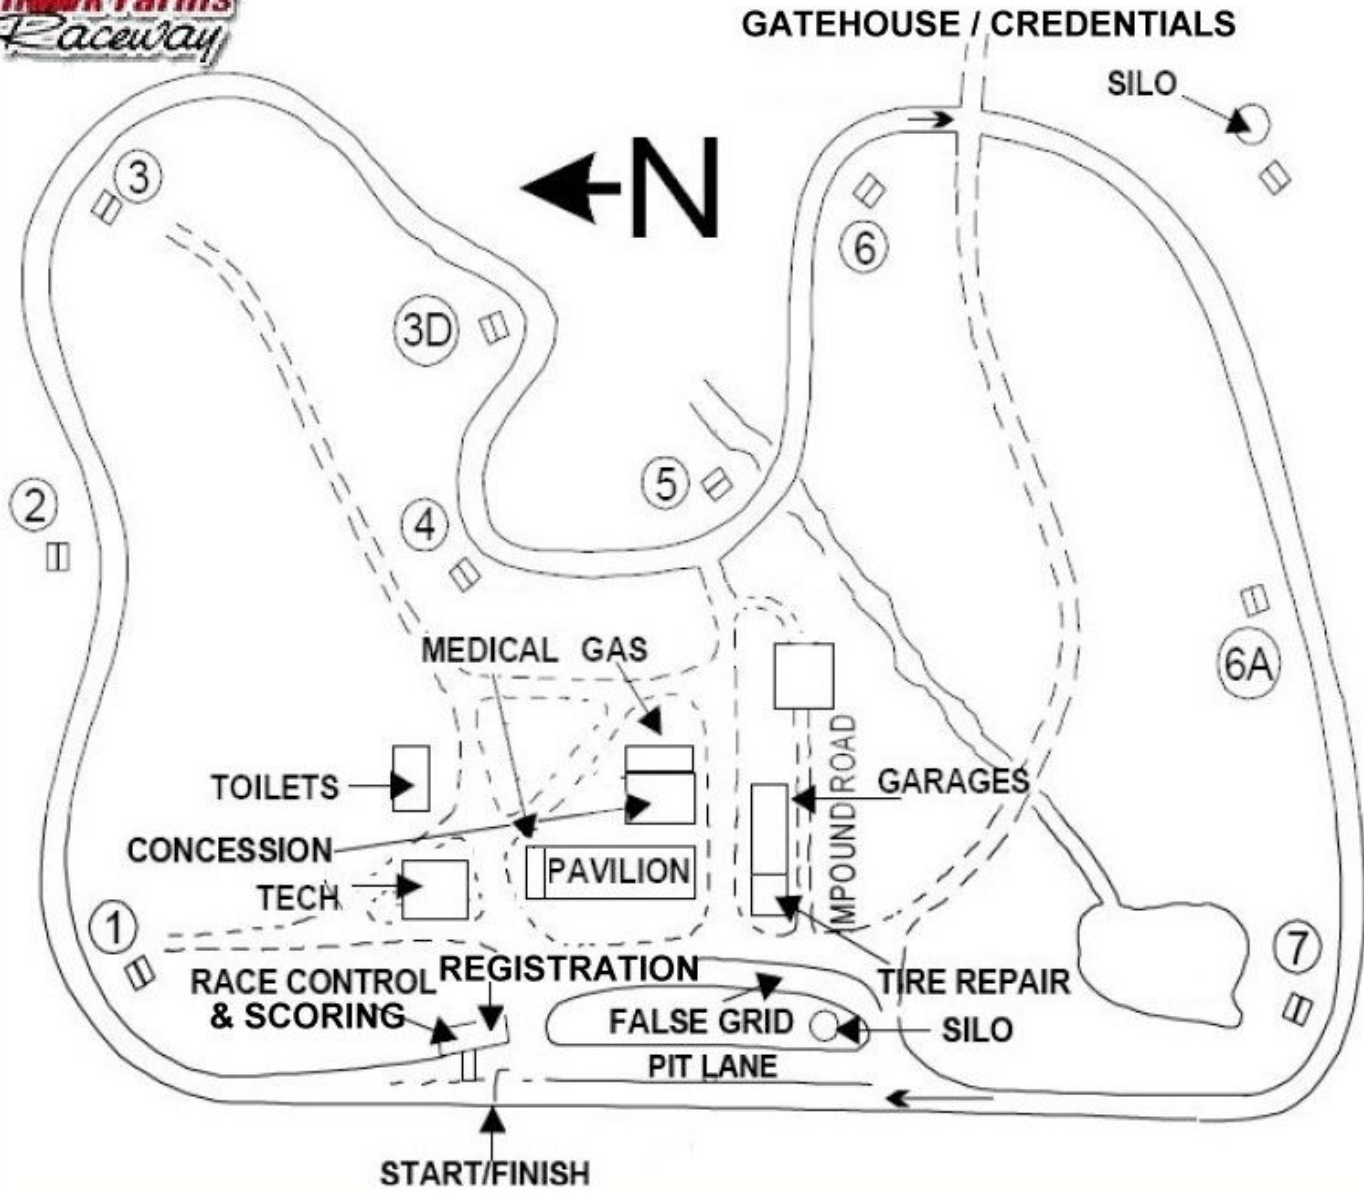 Raceway
GATEHOUSE / CREDENTIALS
SILO
3
N
6
3D
5
2
4
MEDICAL GAS
6A
TOILETS
GARAGES
MPOUND ROAD
CONCESSION
PAVILION
TECH
1
7
REGISTRATION
RACE CONTROL
& SCORING
TIRE REPAIR
FALSE GRID
SILO
PIT LANE
START/FINISH